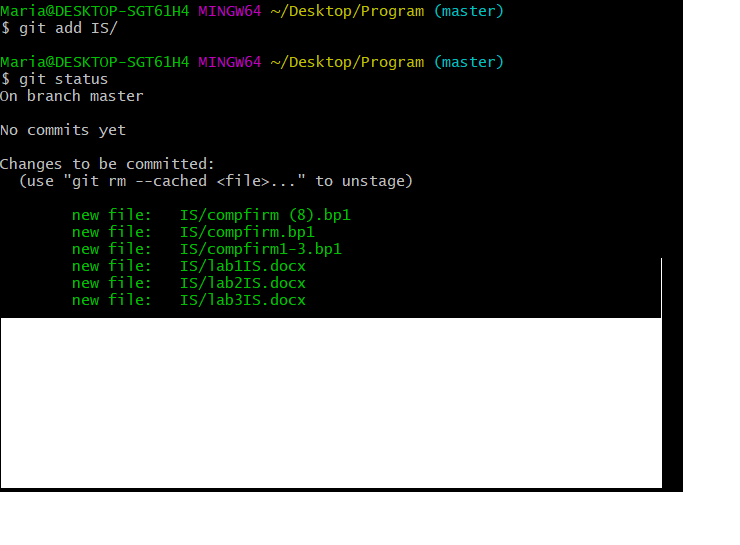 Maria@DESKTOP-SGT61H4 MINGW64 ~/Desktop/Program (master)
$ git add IS/
Maria@DESKTOP-SGT61H4 MINGW64 ~/Desktop/Program (master)
$ git status
On branch master
No commits yet
Changes to be committed:
  (use "git rm --cached <file>..." to unstage)
        new file:   IS/compfirm (8).bp1
        new file:   IS/compfirm.bp1
        new file:   IS/compfirm1-3.bp1
        new file:   IS/lab1IS.docx
        new file:   IS/lab2IS.docx
        new file:   IS/lab3IS.docx